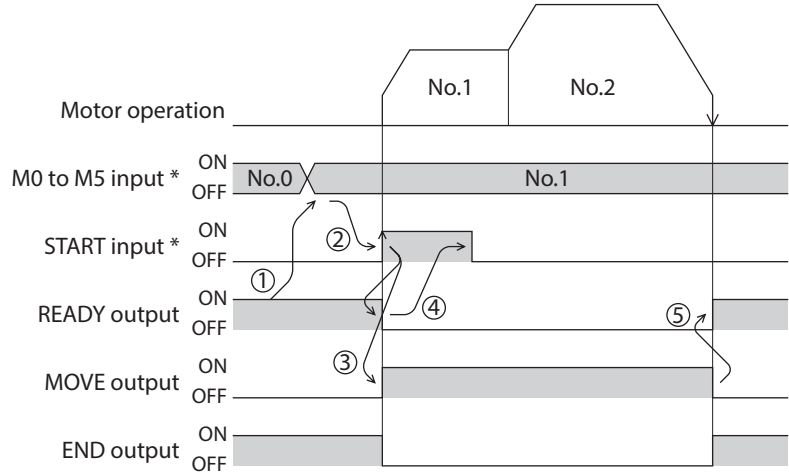 No.1
No.2
Motor operation
M0 to M5 input *
ON
OFF
No.0
No.1
START input *
ON
OFF
②
①
READY output
ON
OFF
④
⑤
③
MOVE output
ON
OFF
END output
ON
OFF